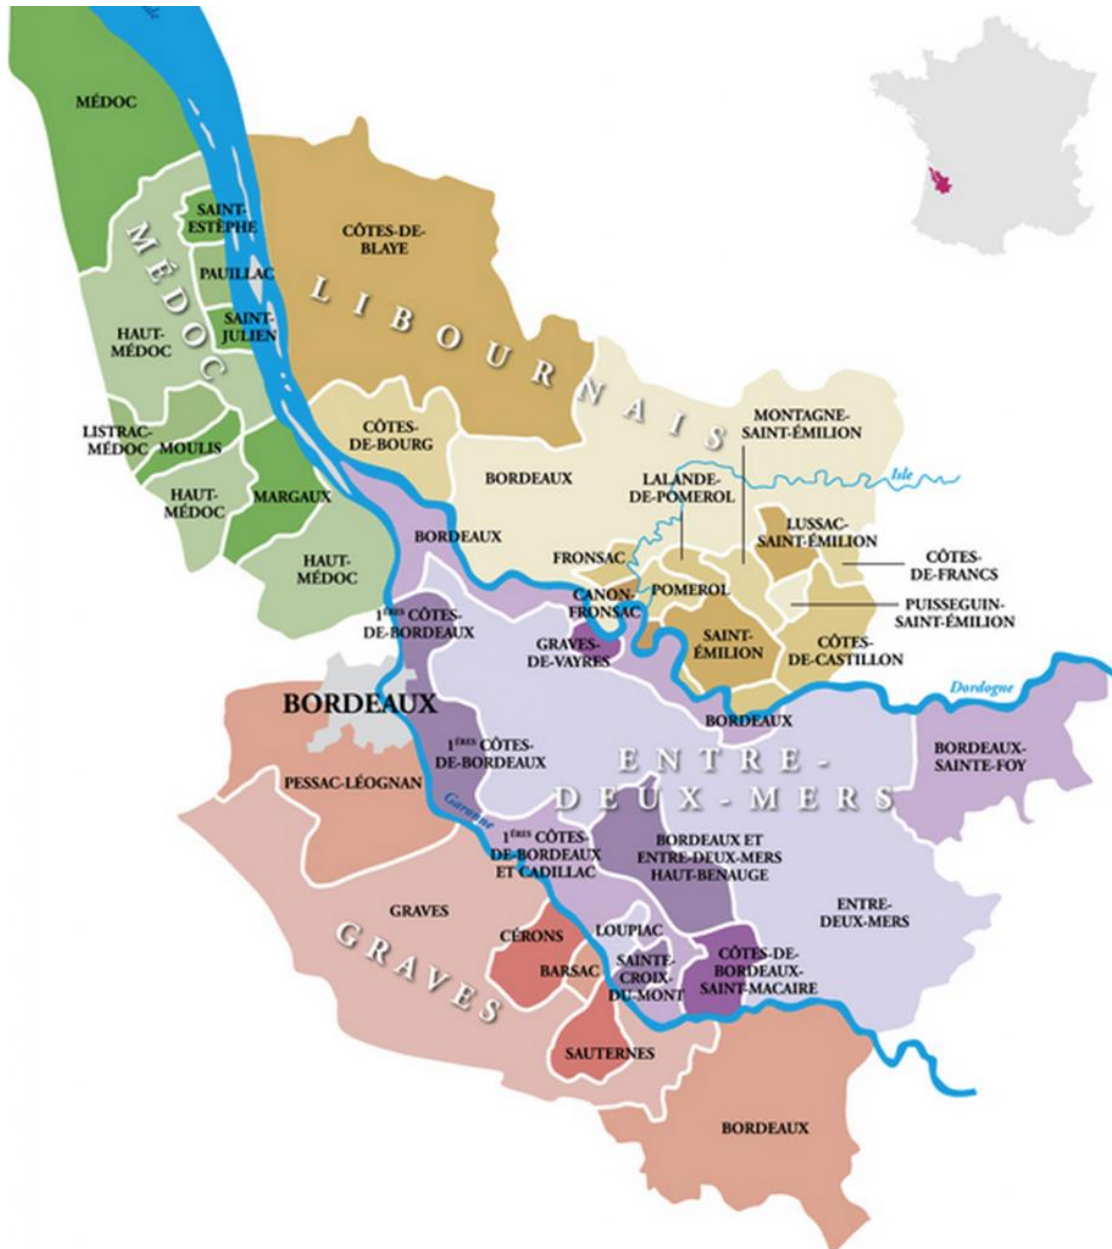 MÉDOC
SAINT-
ESTÈPHE
PAUILLAC
SAINT-
JULIEN
HAUT-
MÉDOC
MÉDOC
LISTRAC-
MÉDOC
MOULIS
HAUT-
MÉDOC
MARGAUX
HAUT-
MÉDOC
CÔTES-DE-
BLAYE
LIBOURNAIS
CÔTES-
DE-BOURG
BORDEAUX
MONTAGNE-
SAINT-ÉMILION
LALANDE-
DE-POMEROL
Isle
LUSSAC-
SAINT-ÉMILION
CÔTES-
DE-FRANCS
PUISSEGUIN-
SAINT-ÉMILION
FRONSAC
POMEROL
CANON-
FRONSAC
SAINT-
ÉMILION
CÔTES-
DE-CASTILLON
BORDEAUX
1ÈRES CÔTES-
DE-BORDEAUX
GRAVES-
DE-VAYRES
Dordogne
BORDEAUX
BORDEAUX
1ÈRES CÔTES-
DE-BORDEAUX
ENTRE-
DEUX-MERS
BORDEAUX-
SAINTE-FOY
PESSAC-LÉOGNAN
Garonne
1ÈRES CÔTES-
DE-BORDEAUX
ET CADILLAC
BORDEAUX ET
ENTRE-DEUX-MERS
HAUT-BENAUGE
ENTRE-
DEUX-MERS
GRAVES
GRAVES
CÉRONS
BARSAC
LOUPIAC
SAINTE-
CROIX-
DU-MONT
CÔTES-DE-
BORDEAUX-
SAINT-MACAIRE
SAUTERNES
BORDEAUX